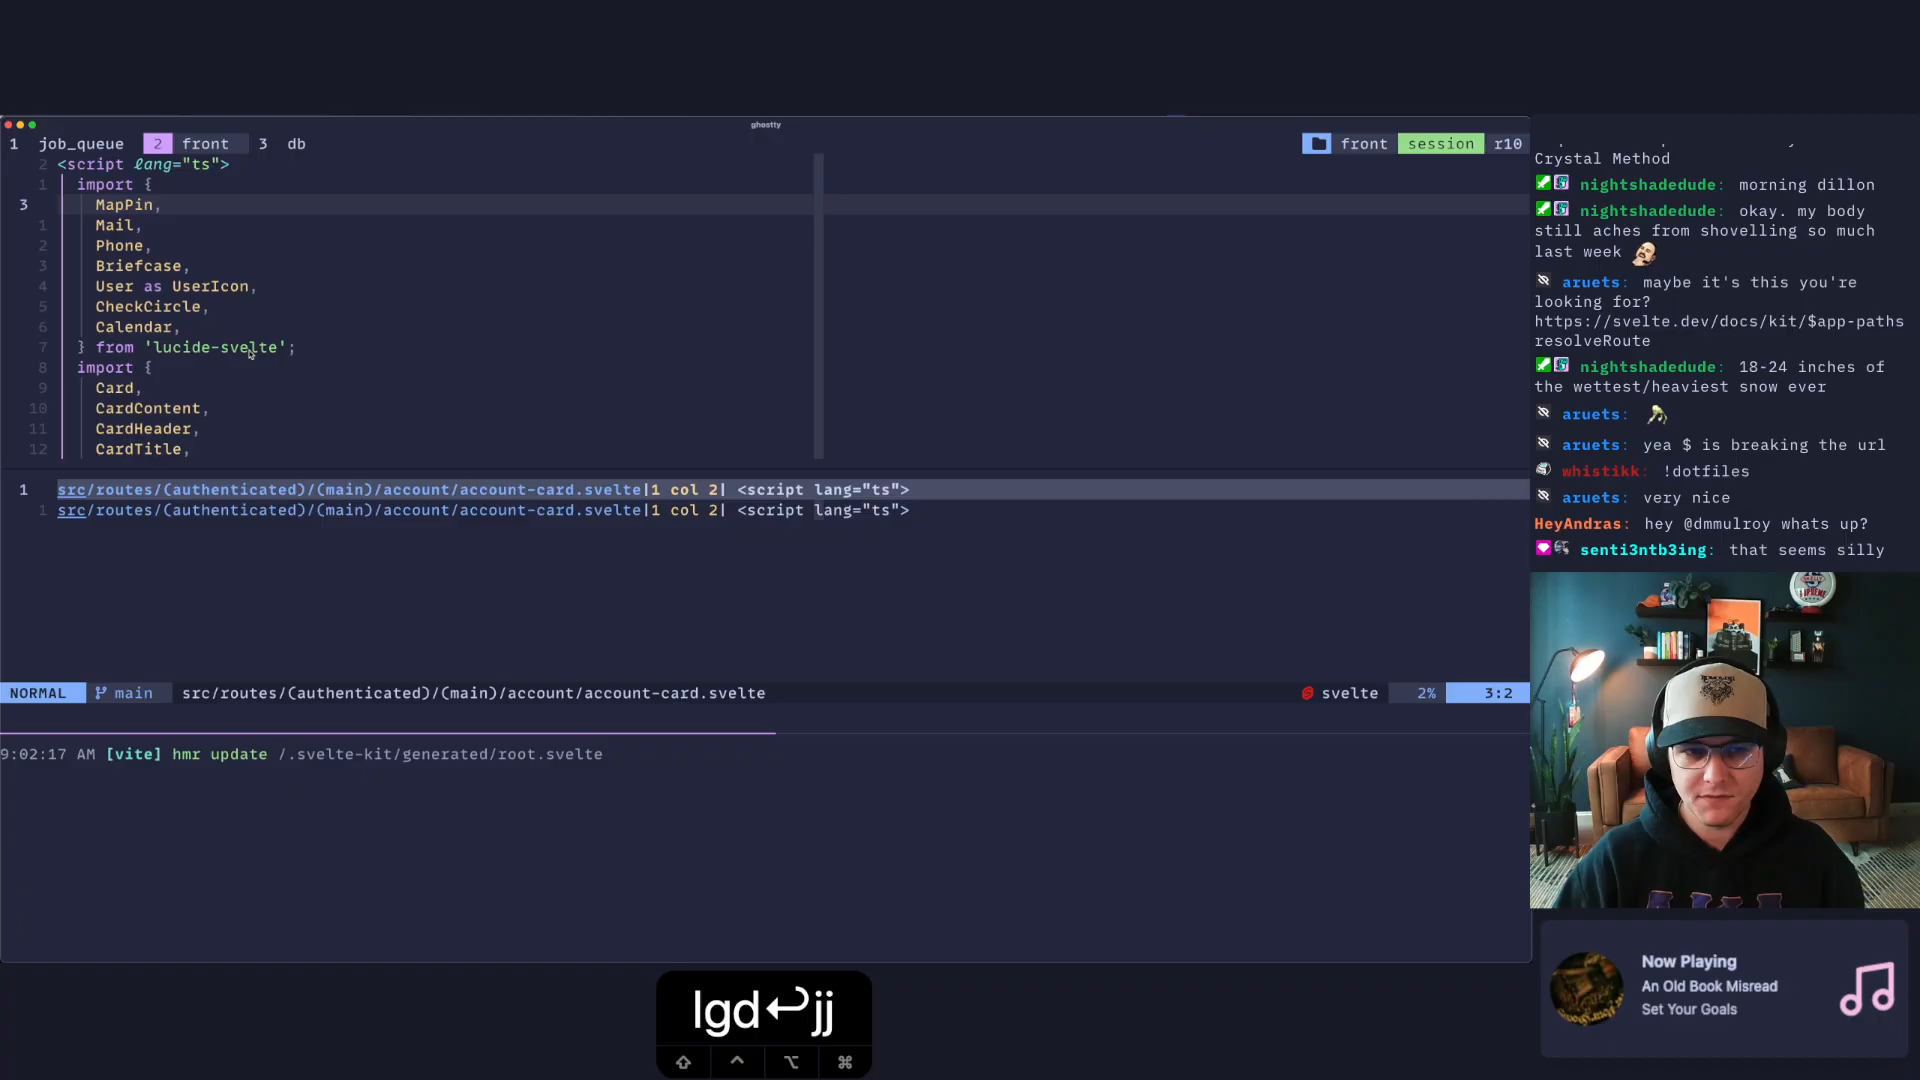 ghostty
1 job_queue 2 front 3 db
front session r10
2 <script lang="ts">
1 import {
3 MapPin,
1 Mail,
2 Phone,
3 Briefcase,
4 User as UserIcon,
5 CheckCircle,
6 Calendar,
7 } from 'lucide-svelte';
8 import {
9 Card,
10 CardContent,
11 CardHeader,
12 CardTitle,
1 src/routes/(authenticated)/(main)/account/account-card.svelte|1 col 2| <script lang="ts">
1 src/routes/(authenticated)/(main)/account/account-card.svelte|1 col 2| <script lang="ts">
NORMAL main src/routes/(authenticated)/(main)/account/account-card.svelte svelte 2% 3:2
9:02:17 AM [vite] hmr update /.svelte-kit/generated/root.svelte
lgd↩jj
⇧ ^ ⌥ ⌘
Crystal Method
nightshadedude: morning dillon
nightshadedude: okay. my body
still aches from shovelling so much
last week
aruets: maybe it's this you're
looking for?
https://svelte.dev/docs/kit/$app-paths
resolveRoute
nightshadedude: 18-24 inches of
the wettest/heaviest snow ever
aruets:
aruets: yea $ is breaking the url
whistikk: !dotfiles
aruets: very nice
HeyAndras: hey @dmmulroy whats up?
senti3ntb3ing: that seems silly
Now Playing
An Old Book Misread
Set Your Goals